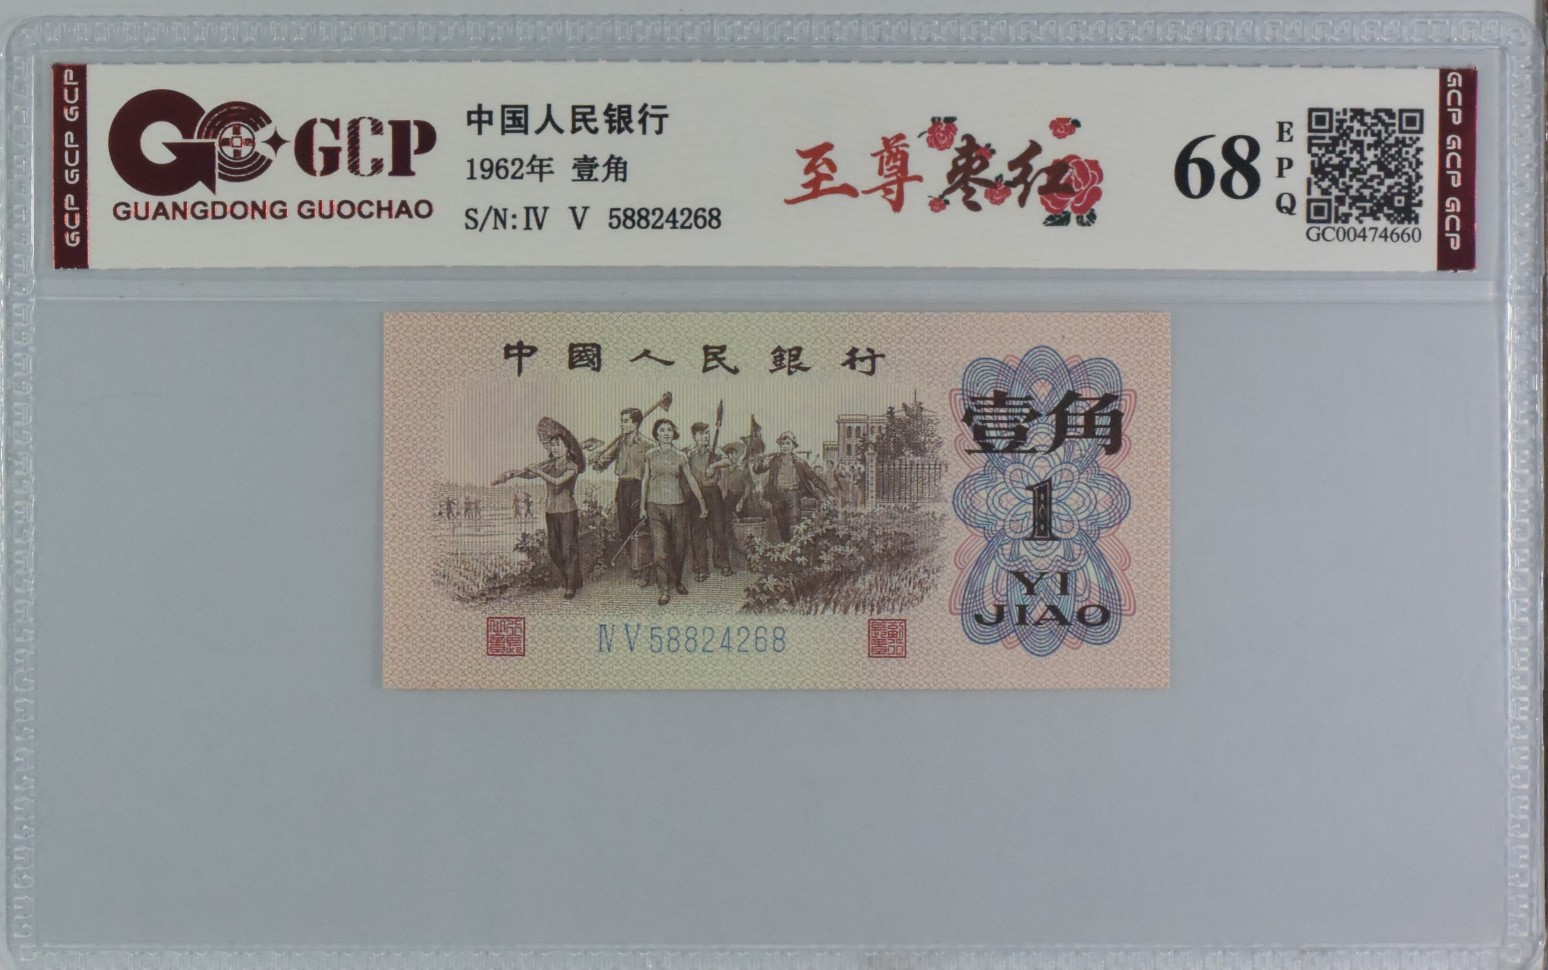 GCP GCP GCP
GCP
GUANGDONG GUOCHAO
中国人民银行
1962年 壹角
S/N:Ⅳ Ⅴ 58824268
至尊枣红
68
EPQ
GC00474660
GCP GCP GCP
中國人民銀行
壹角
1
YI
JIAO
Ⅳ Ⅴ 58824268